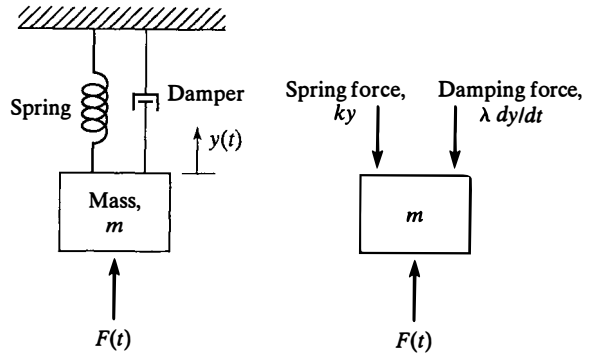 Spring
Damper
y(t)
Mass,
m
F(t)
Spring force,
ky
Damping force,
λ dy/dt
m
F(t)